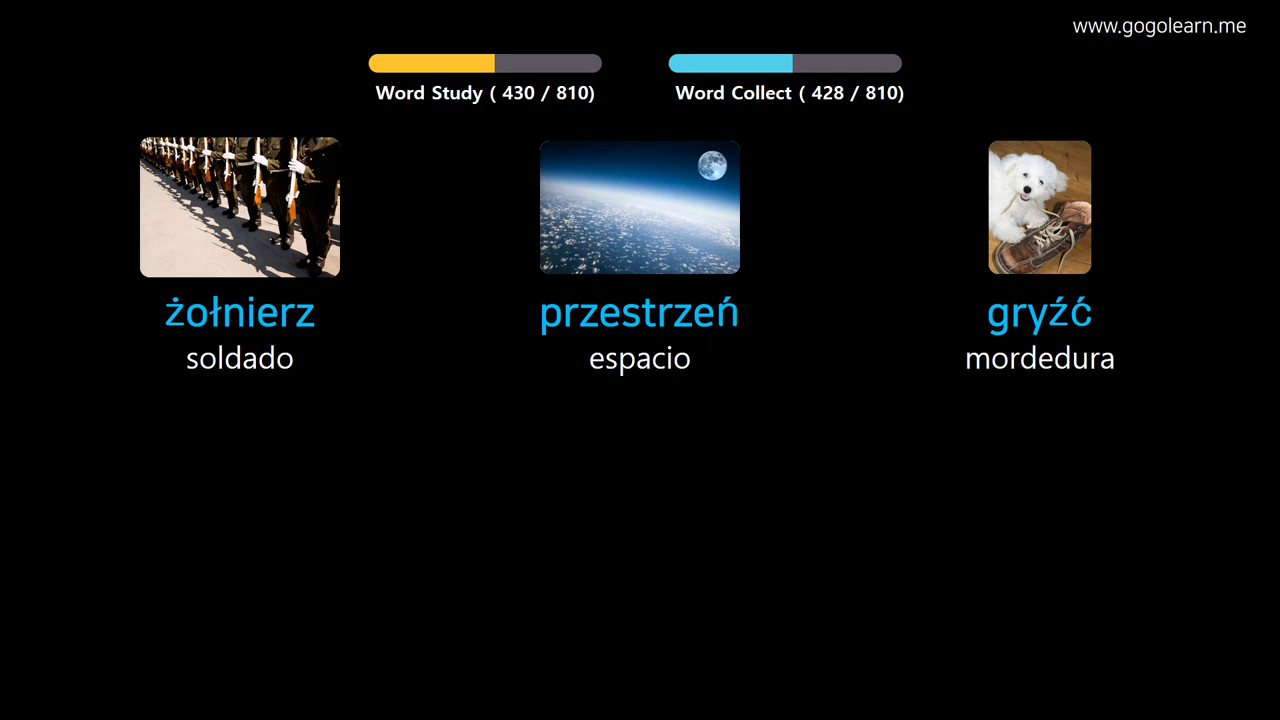 www.gogolearn.me
Word Study ( 430 / 810)
Word Collect ( 428 / 810)
żołnierz
soldado
przestrzeń
espacio
gryźć
mordedura